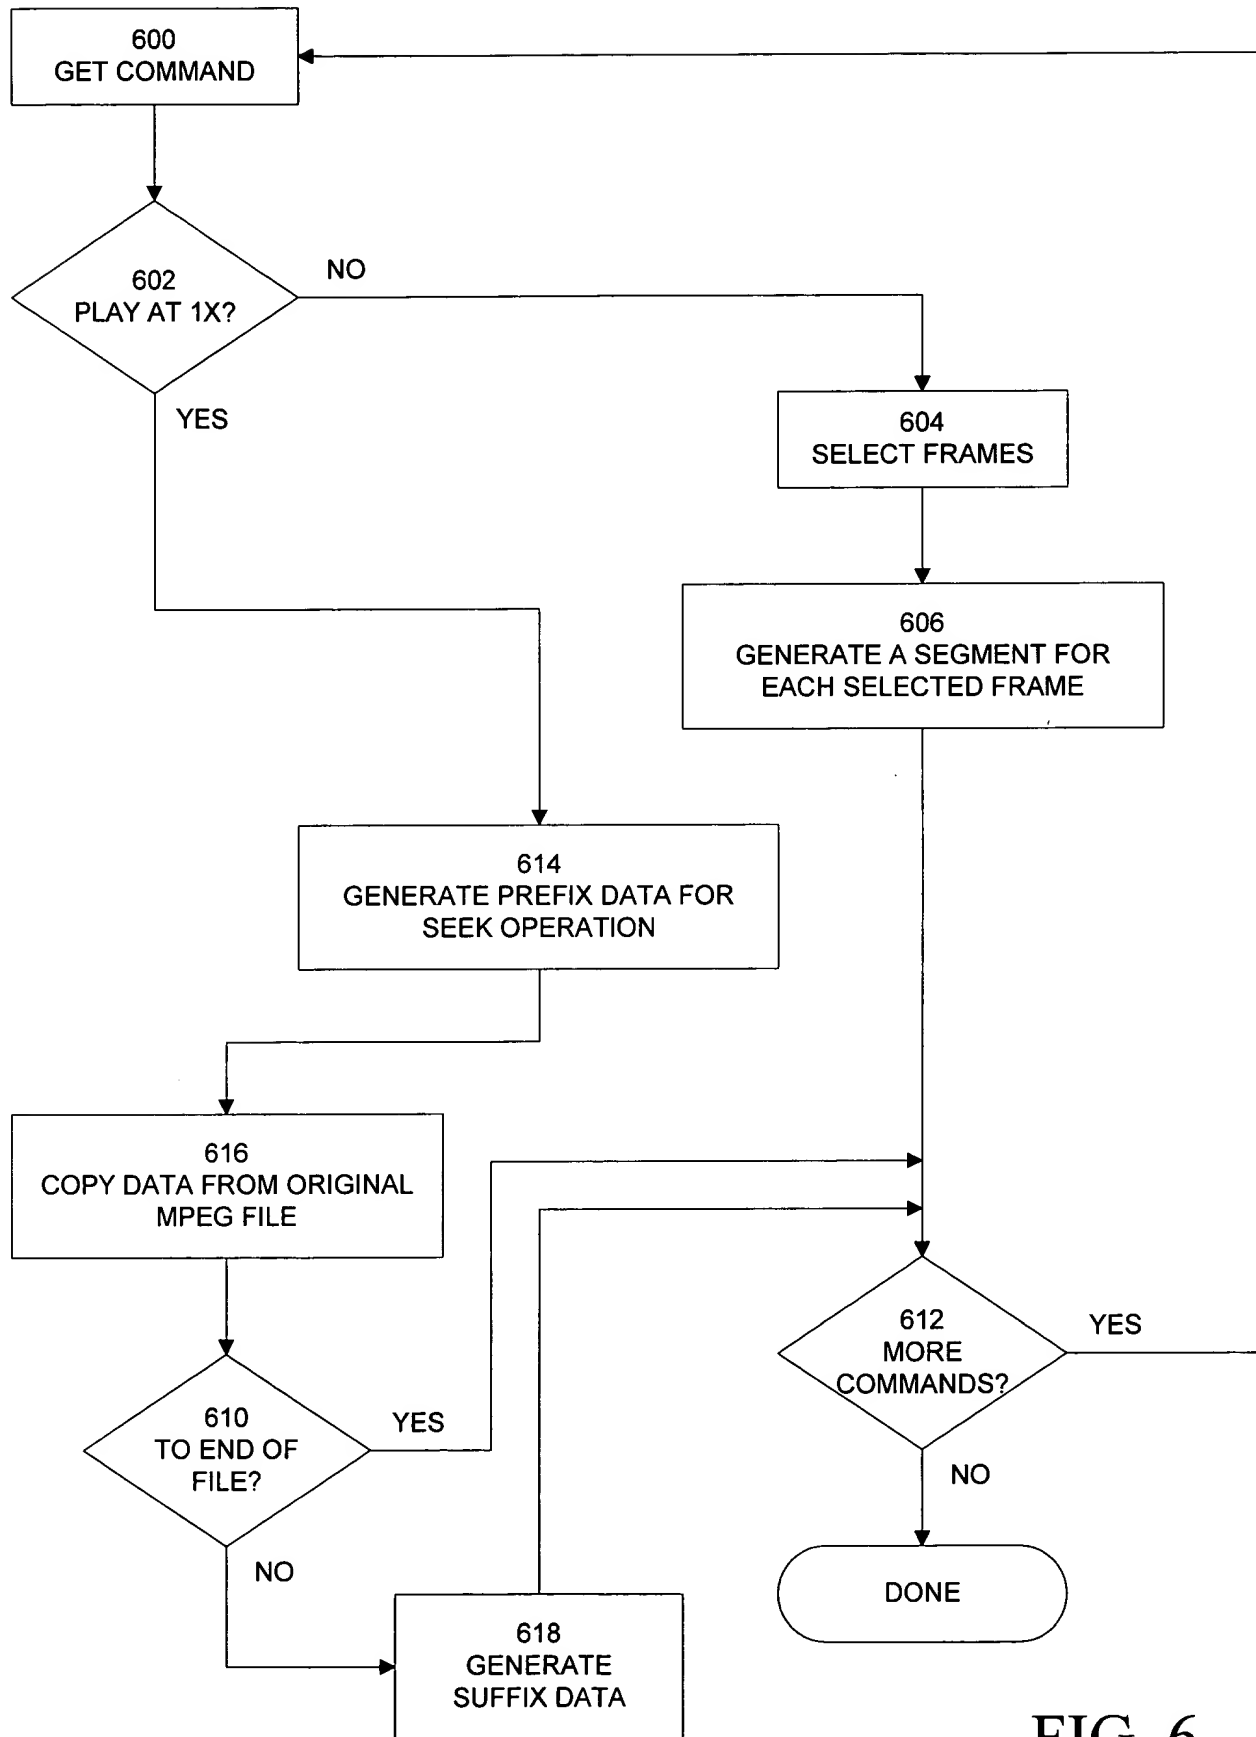 600
GET COMMAND
602
PLAY AT 1X?
NO
YES
604
SELECT FRAMES
606
GENERATE A SEGMENT FOR
EACH SELECTED FRAME
614
GENERATE PREFIX DATA FOR
SEEK OPERATION
616
COPY DATA FROM ORIGINAL
MPEG FILE
610
TO END OF
FILE?
YES
NO
612
MORE
COMMANDS?
YES
NO
DONE
618
GENERATE
SUFFIX DATA
FIG. 6